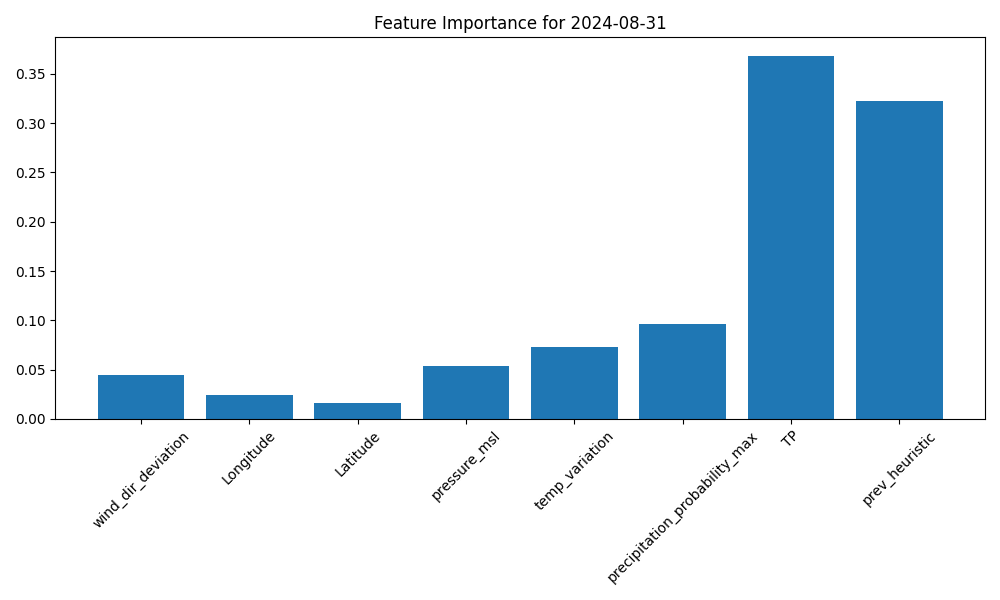 Feature Importance for 2024-08-31
0.35
0.30
0.25
0.20
0.15
0.10
0.05
0.00
wind_dir_deviation
Longitude
Latitude
pressure_msl
temp_variation
precipitation_probability_max
TP
prev_heuristic